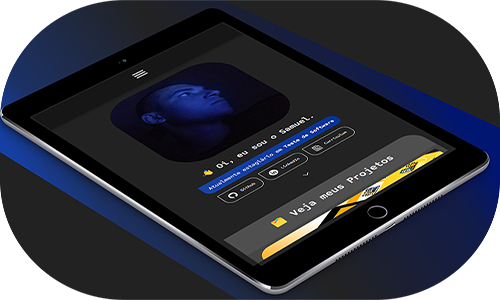 Oi, eu sou o Samuel.
Atualmente estagiário em Teste de Software
GitHub
LinkedIn
Currículo
Veja meus Projetos